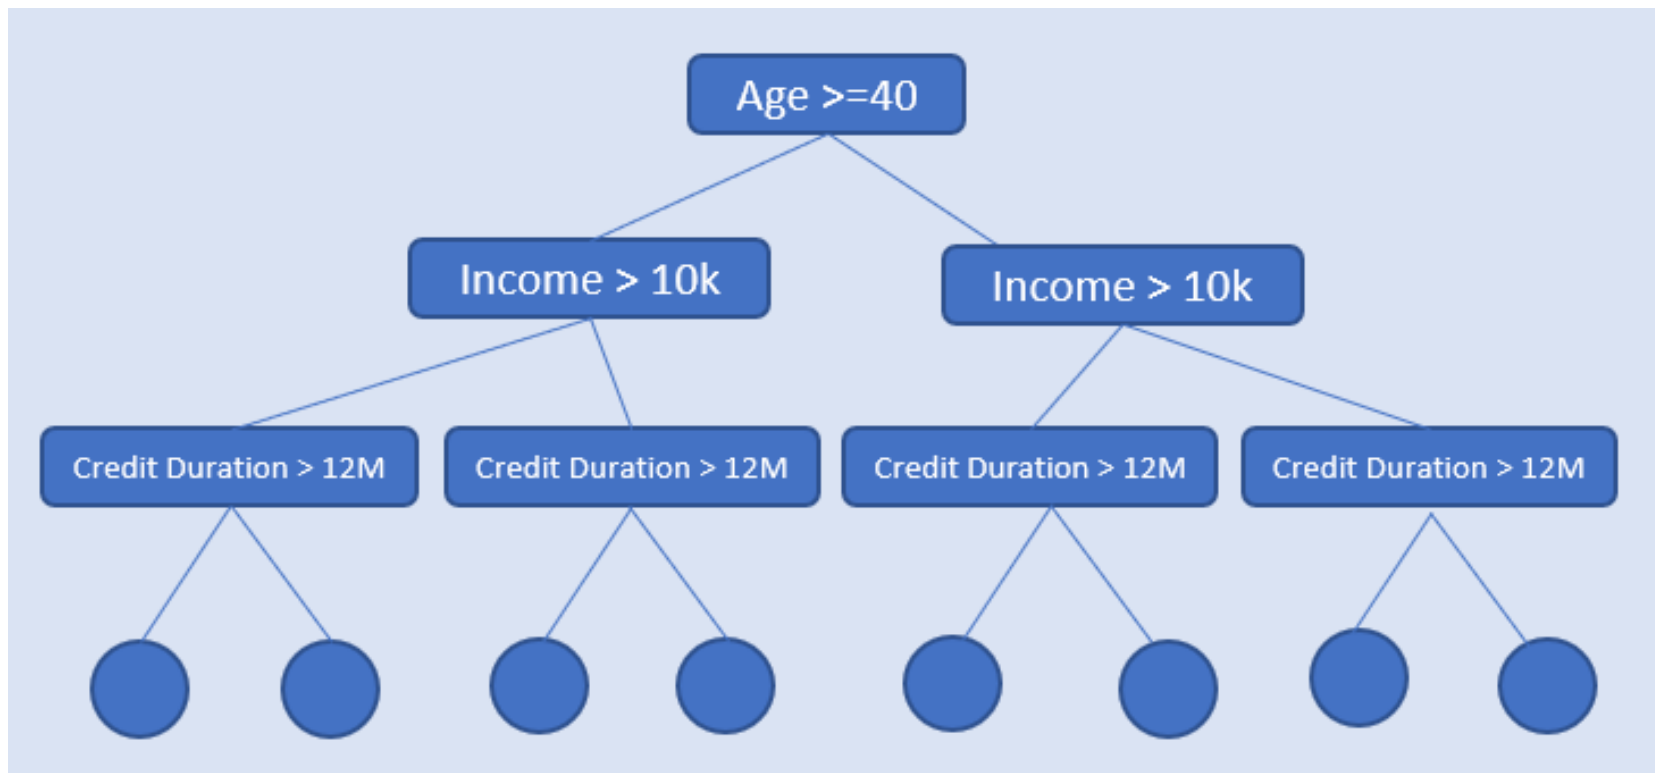 Age >=40
Income > 10k
Income > 10k
Credit Duration > 12M
Credit Duration > 12M
Credit Duration > 12M
Credit Duration > 12M